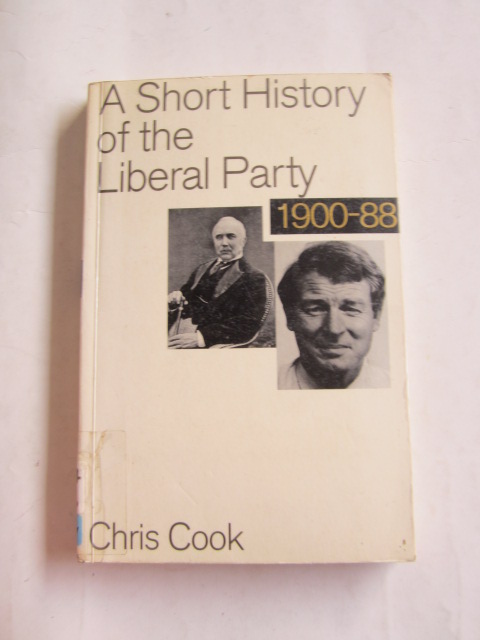 A Short History
of the
Liberal Party
1900-88
Chris Cook